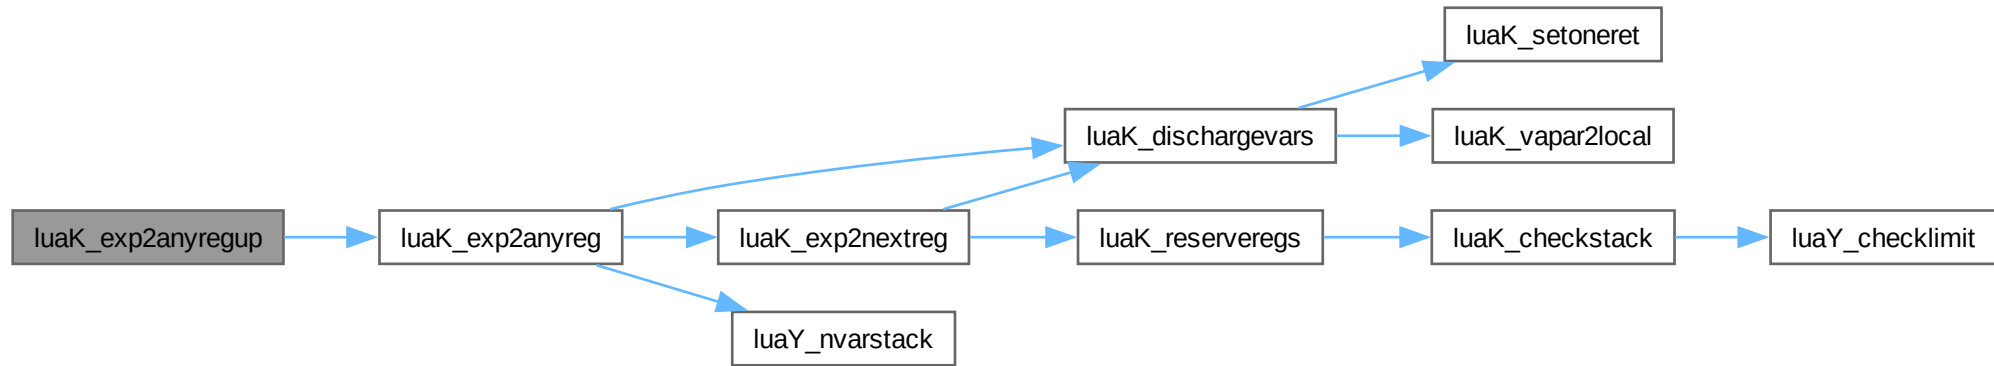 luaK_setoneret
luaK_dischargevars
luaK_vapar2local
luaK_exp2anyregup
luaK_exp2anyreg
luaK_exp2nextreg
luaK_reserveregs
luaK_checkstack
luaY_checklimit
luaY_nvarstack